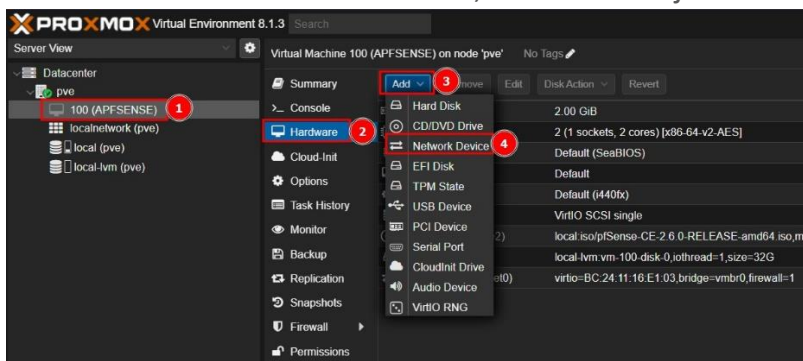 PROXMOX Virtual Environment 8.1.3 Search
Server View
Virtual Machine 100 (APFSENSE) on node 'pve' No Tags
Datacenter
pve
100 (APFSENSE) 1
localnetwork (pve)
local (pve)
local-lvm (pve)
Summary
Console
Hardware 2
Cloud-Init
Options
Task History
Monitor
Backup
Replication
Snapshots
Firewall
Permissions
Add 3 move Edit Disk Action Revert
Hard Disk
CD/DVD Drive
Network Device 4
EFI Disk
TPM State
USB Device
PCI Device
Serial Port
CloudInit Drive
Audio Device
VirtIO RNG
2.00 GiB
2 (1 sockets, 2 cores) [x86-64-v2-AES]
Default (SeaBIOS)
Default
Default (i440fx)
VirtIO SCSI single
2) local:iso/pfSense-CE-2.6.0-RELEASE-amd64.iso,m
local-lvm:vm-100-disk-0,iothread=1,size=32G
et0) virtio=BC:24:11:16:E1:03,bridge=vmbr0,firewall=1